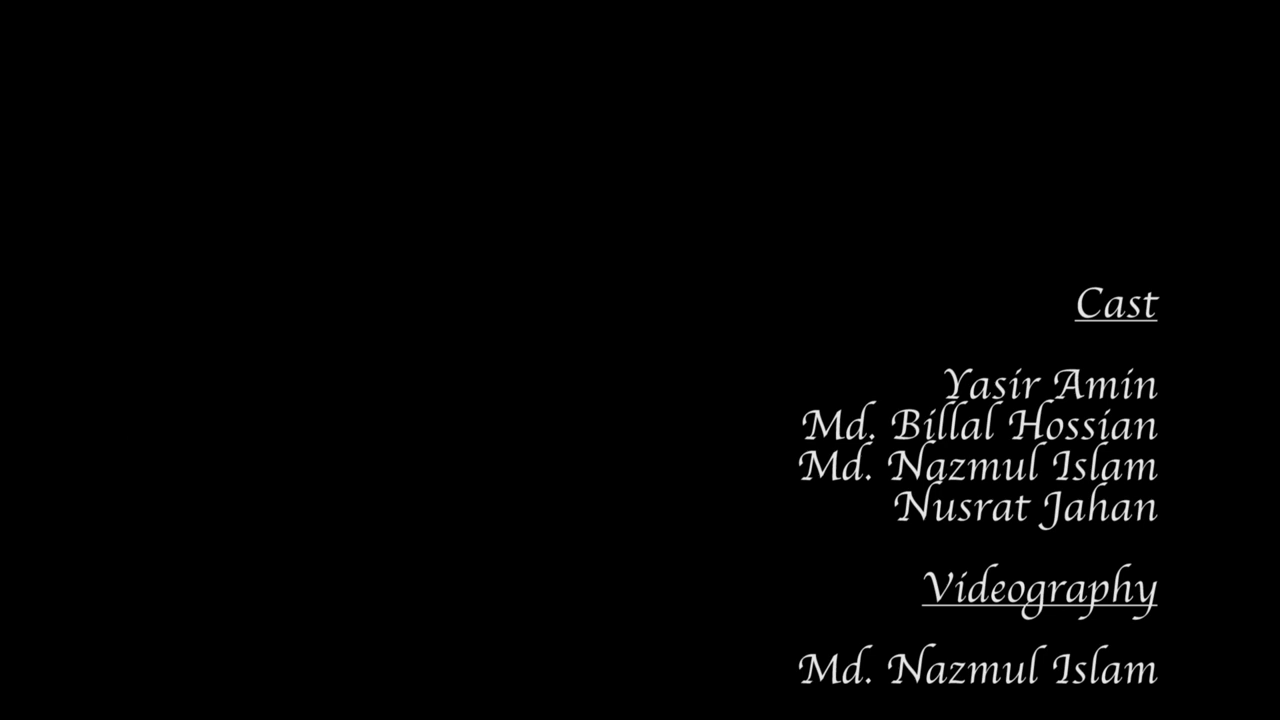 Cast
Yasir Amin
Md. Billal Hossian
Md. Nazmul Islam
Nusrat Jahan
Videography
Md. Nazmul Islam